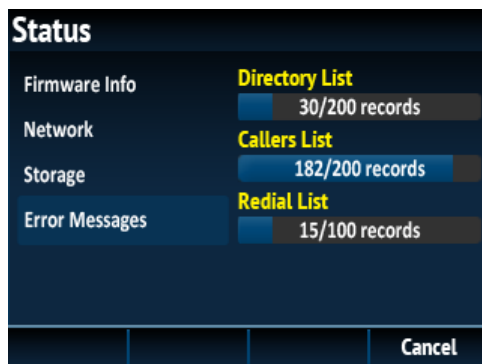 Status
Firmware Info
Network
Storage
Error Messages
Directory List
30/200 records
Callers List
182/200 records
Redial List
15/100 records
Cancel